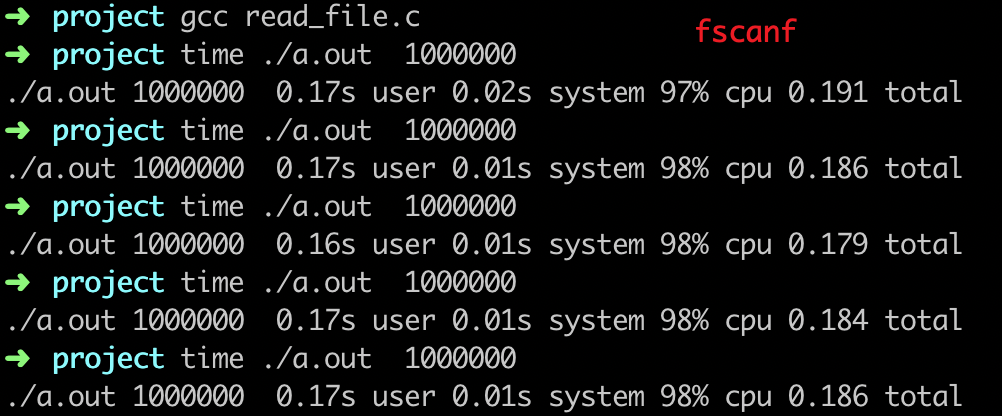 ➜ project gcc read_file.c
fscanf
➜ project time ./a.out  1000000
./a.out 1000000  0.17s user 0.02s system 97% cpu 0.191 total
➜ project time ./a.out  1000000
./a.out 1000000  0.17s user 0.01s system 98% cpu 0.186 total
➜ project time ./a.out  1000000
./a.out 1000000  0.16s user 0.01s system 98% cpu 0.179 total
➜ project time ./a.out  1000000
./a.out 1000000  0.17s user 0.01s system 98% cpu 0.184 total
➜ project time ./a.out  1000000
./a.out 1000000  0.17s user 0.01s system 98% cpu 0.186 total